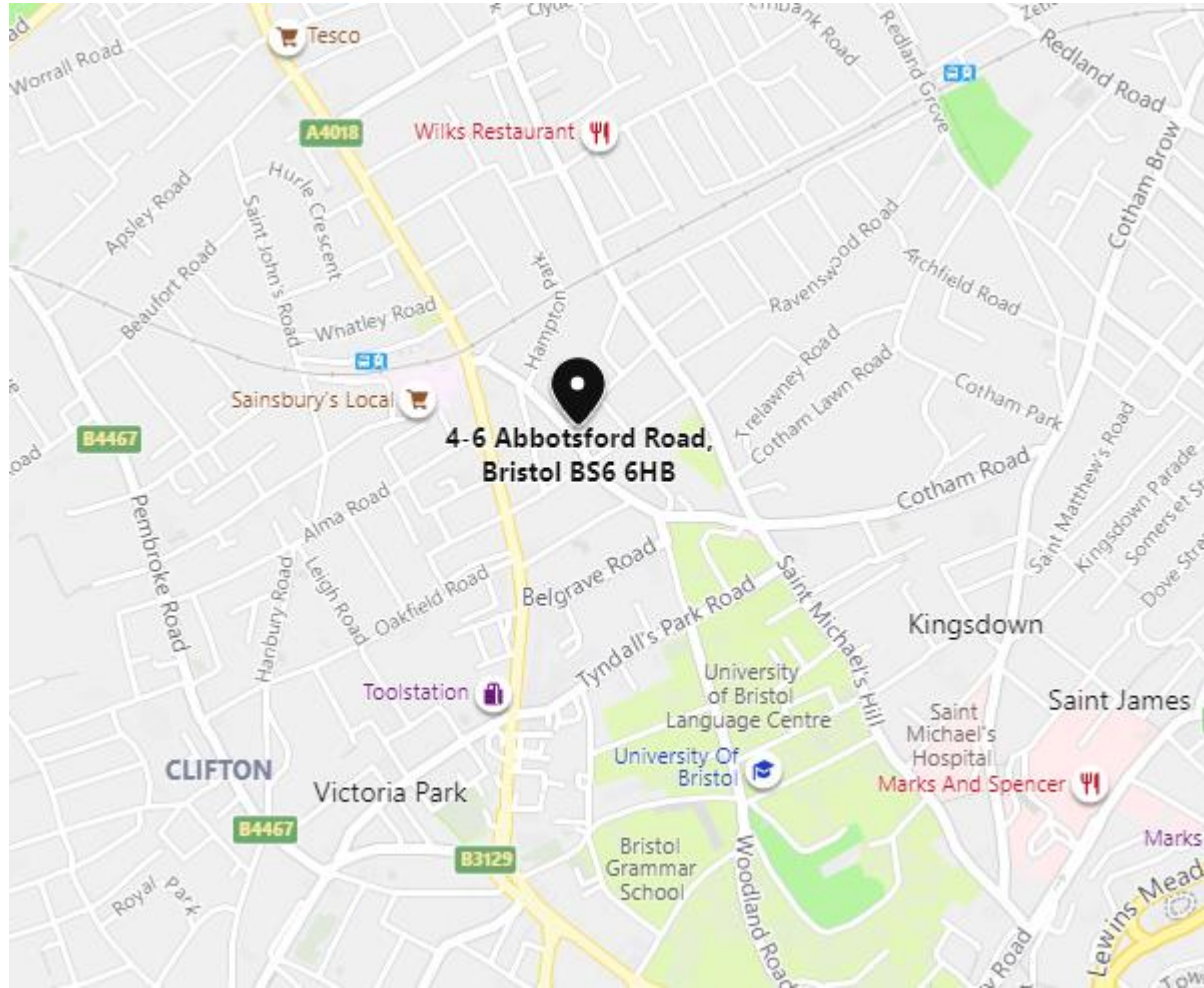 Tesco
Worrall Road
A4018
Wilks Restaurant
Redland Grove
Redland Road
Cotham Brow
Hurle Crescent
Apsley Road
Saint John's Road
Beaufort Road
Whatley Road
Hampton Park
Ravenswood Road
Archfield Road
Trelawney Road
Cotham Lawn Road
Cotham Park
Sainsbury's Local
4-6 Abbotsford Road,
Bristol BS6 6HB
B4467
Cotham Road
Saint Matthew's Road
Kingsdown Parade
Pembroke Road
Alma Road
Leigh Road
Hanbury Road
Oakfield Road
Belgrave Road
Tyndall's Park Road
Saint Michael's Hill
Kingsdown
Toolstation
University
of Bristol
Language Centre
Saint James
Saint
Michael's
Hospital
University Of
Bristol
Marks And Spencer
CLIFTON
Victoria Park
B4467
B3129
Bristol
Grammar
School
Woodland Road
Royal Park
Marks
Lewins Mead
Road